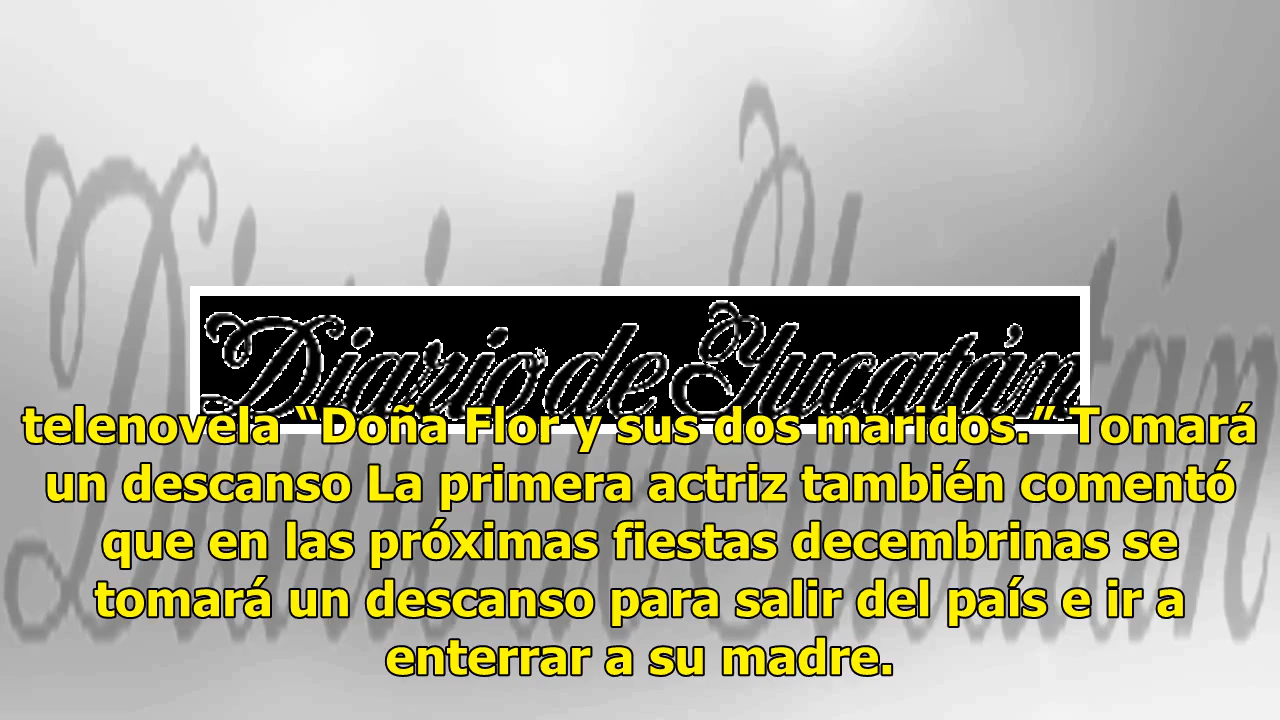 Diario de Yucatán
telenovela “Doña Flor y sus dos maridos.” Tomará
un descanso La primera actriz también comentó
que en las próximas fiestas decembrinas se
tomará un descanso para salir del país e ir a
enterrar a su madre.